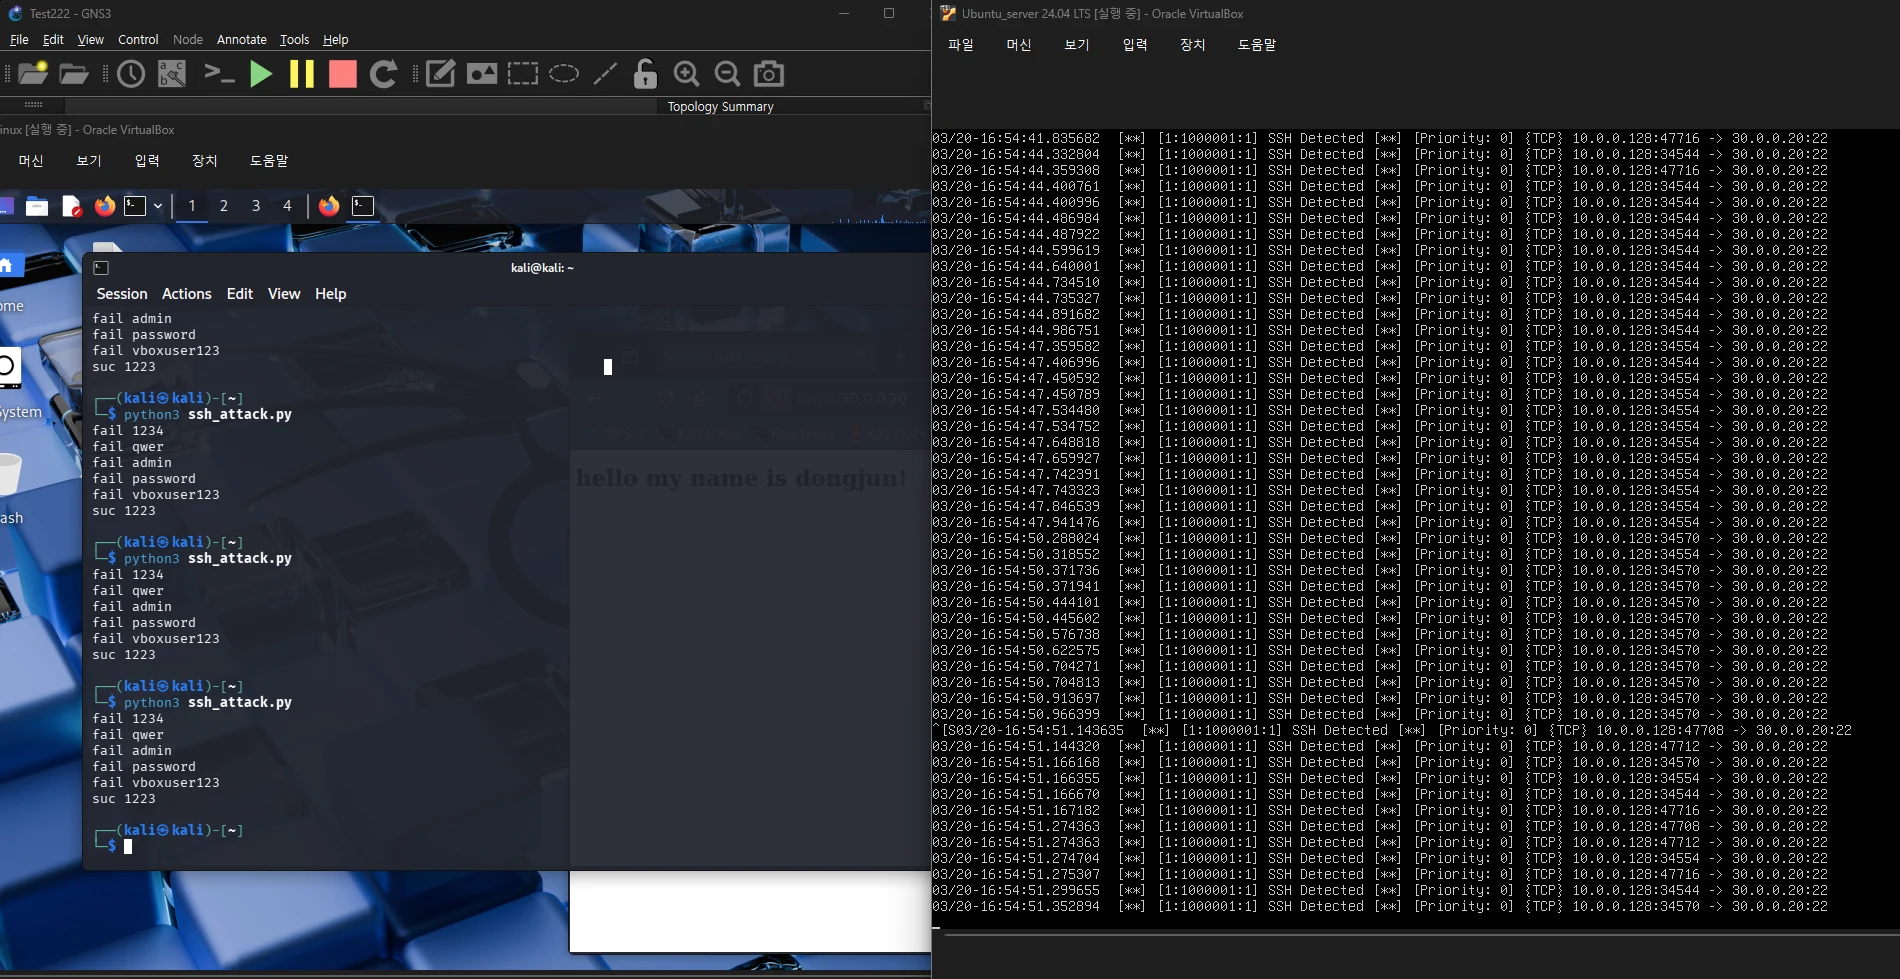 Test222 - GNS3
File Edit View Control Node Annotate Tools Help
Topology Summary
inux [실행 중] - Oracle VirtualBox
머신 보기 입력 장치 도움말
1 2 3 4
ome
System
ash
kali@kali: ~
Session Actions Edit View Help
fail admin
fail password
fail vboxuser123
suc 1223
┌──(kali㉿kali)-[~]
└─$ python3 ssh_attack.py
fail 1234
fail qwer
fail admin
fail password
fail vboxuser123
suc 1223
┌──(kali㉿kali)-[~]
└─$ python3 ssh_attack.py
fail 1234
fail qwer
fail admin
fail password
fail vboxuser123
suc 1223
┌──(kali㉿kali)-[~]
└─$ python3 ssh_attack.py
fail 1234
fail qwer
fail admin
fail password
fail vboxuser123
suc 1223
┌──(kali㉿kali)-[~]
└─$
hello my name is dongjun!
Ubuntu_server 24.04 LTS [실행 중] - Oracle VirtualBox
파일 머신 보기 입력 장치 도움말
03/20-16:54:41.835682 [**] [1:1000001:1] SSH Detected [**] [Priority: 0] {TCP} 10.0.0.128:47716 -> 30.0.0.20:22
03/20-16:54:44.332804 [**] [1:1000001:1] SSH Detected [**] [Priority: 0] {TCP} 10.0.0.128:34544 -> 30.0.0.20:22
03/20-16:54:44.359308 [**] [1:1000001:1] SSH Detected [**] [Priority: 0] {TCP} 10.0.0.128:47716 -> 30.0.0.20:22
03/20-16:54:44.400761 [**] [1:1000001:1] SSH Detected [**] [Priority: 0] {TCP} 10.0.0.128:34544 -> 30.0.0.20:22
03/20-16:54:44.400996 [**] [1:1000001:1] SSH Detected [**] [Priority: 0] {TCP} 10.0.0.128:34544 -> 30.0.0.20:22
03/20-16:54:44.486984 [**] [1:1000001:1] SSH Detected [**] [Priority: 0] {TCP} 10.0.0.128:34544 -> 30.0.0.20:22
03/20-16:54:44.487922 [**] [1:1000001:1] SSH Detected [**] [Priority: 0] {TCP} 10.0.0.128:34544 -> 30.0.0.20:22
03/20-16:54:44.599619 [**] [1:1000001:1] SSH Detected [**] [Priority: 0] {TCP} 10.0.0.128:34544 -> 30.0.0.20:22
03/20-16:54:44.640001 [**] [1:1000001:1] SSH Detected [**] [Priority: 0] {TCP} 10.0.0.128:34544 -> 30.0.0.20:22
03/20-16:54:44.734510 [**] [1:1000001:1] SSH Detected [**] [Priority: 0] {TCP} 10.0.0.128:34544 -> 30.0.0.20:22
03/20-16:54:44.735327 [**] [1:1000001:1] SSH Detected [**] [Priority: 0] {TCP} 10.0.0.128:34544 -> 30.0.0.20:22
03/20-16:54:44.891682 [**] [1:1000001:1] SSH Detected [**] [Priority: 0] {TCP} 10.0.0.128:34544 -> 30.0.0.20:22
03/20-16:54:44.986751 [**] [1:1000001:1] SSH Detected [**] [Priority: 0] {TCP} 10.0.0.128:34544 -> 30.0.0.20:22
03/20-16:54:47.359582 [**] [1:1000001:1] SSH Detected [**] [Priority: 0] {TCP} 10.0.0.128:34554 -> 30.0.0.20:22
03/20-16:54:47.406996 [**] [1:1000001:1] SSH Detected [**] [Priority: 0] {TCP} 10.0.0.128:34544 -> 30.0.0.20:22
03/20-16:54:47.450592 [**] [1:1000001:1] SSH Detected [**] [Priority: 0] {TCP} 10.0.0.128:34554 -> 30.0.0.20:22
03/20-16:54:47.450789 [**] [1:1000001:1] SSH Detected [**] [Priority: 0] {TCP} 10.0.0.128:34554 -> 30.0.0.20:22
03/20-16:54:47.534480 [**] [1:1000001:1] SSH Detected [**] [Priority: 0] {TCP} 10.0.0.128:34554 -> 30.0.0.20:22
03/20-16:54:47.534752 [**] [1:1000001:1] SSH Detected [**] [Priority: 0] {TCP} 10.0.0.128:34554 -> 30.0.0.20:22
03/20-16:54:47.648818 [**] [1:1000001:1] SSH Detected [**] [Priority: 0] {TCP} 10.0.0.128:34554 -> 30.0.0.20:22
03/20-16:54:47.659927 [**] [1:1000001:1] SSH Detected [**] [Priority: 0] {TCP} 10.0.0.128:34554 -> 30.0.0.20:22
03/20-16:54:47.742391 [**] [1:1000001:1] SSH Detected [**] [Priority: 0] {TCP} 10.0.0.128:34554 -> 30.0.0.20:22
03/20-16:54:47.743323 [**] [1:1000001:1] SSH Detected [**] [Priority: 0] {TCP} 10.0.0.128:34554 -> 30.0.0.20:22
03/20-16:54:47.846539 [**] [1:1000001:1] SSH Detected [**] [Priority: 0] {TCP} 10.0.0.128:34554 -> 30.0.0.20:22
03/20-16:54:47.941476 [**] [1:1000001:1] SSH Detected [**] [Priority: 0] {TCP} 10.0.0.128:34554 -> 30.0.0.20:22
03/20-16:54:50.288024 [**] [1:1000001:1] SSH Detected [**] [Priority: 0] {TCP} 10.0.0.128:34570 -> 30.0.0.20:22
03/20-16:54:50.318552 [**] [1:1000001:1] SSH Detected [**] [Priority: 0] {TCP} 10.0.0.128:34554 -> 30.0.0.20:22
03/20-16:54:50.371736 [**] [1:1000001:1] SSH Detected [**] [Priority: 0] {TCP} 10.0.0.128:34570 -> 30.0.0.20:22
03/20-16:54:50.371941 [**] [1:1000001:1] SSH Detected [**] [Priority: 0] {TCP} 10.0.0.128:34570 -> 30.0.0.20:22
03/20-16:54:50.444101 [**] [1:1000001:1] SSH Detected [**] [Priority: 0] {TCP} 10.0.0.128:34570 -> 30.0.0.20:22
03/20-16:54:50.445602 [**] [1:1000001:1] SSH Detected [**] [Priority: 0] {TCP} 10.0.0.128:34570 -> 30.0.0.20:22
03/20-16:54:50.576738 [**] [1:1000001:1] SSH Detected [**] [Priority: 0] {TCP} 10.0.0.128:34570 -> 30.0.0.20:22
03/20-16:54:50.622575 [**] [1:1000001:1] SSH Detected [**] [Priority: 0] {TCP} 10.0.0.128:34570 -> 30.0.0.20:22
03/20-16:54:50.704271 [**] [1:1000001:1] SSH Detected [**] [Priority: 0] {TCP} 10.0.0.128:34570 -> 30.0.0.20:22
03/20-16:54:50.704813 [**] [1:1000001:1] SSH Detected [**] [Priority: 0] {TCP} 10.0.0.128:34570 -> 30.0.0.20:22
03/20-16:54:50.913697 [**] [1:1000001:1] SSH Detected [**] [Priority: 0] {TCP} 10.0.0.128:34570 -> 30.0.0.20:22
03/20-16:54:50.966399 [**] [1:1000001:1] SSH Detected [**] [Priority: 0] {TCP} 10.0.0.128:34570 -> 30.0.0.20:22
^[S03/20-16:54:51.143635 [**] [1:1000001:1] SSH Detected [**] [Priority: 0] {TCP} 10.0.0.128:47708 -> 30.0.0.20:22
03/20-16:54:51.144320 [**] [1:1000001:1] SSH Detected [**] [Priority: 0] {TCP} 10.0.0.128:47712 -> 30.0.0.20:22
03/20-16:54:51.166168 [**] [1:1000001:1] SSH Detected [**] [Priority: 0] {TCP} 10.0.0.128:34570 -> 30.0.0.20:22
03/20-16:54:51.166355 [**] [1:1000001:1] SSH Detected [**] [Priority: 0] {TCP} 10.0.0.128:34554 -> 30.0.0.20:22
03/20-16:54:51.166670 [**] [1:1000001:1] SSH Detected [**] [Priority: 0] {TCP} 10.0.0.128:34544 -> 30.0.0.20:22
03/20-16:54:51.167182 [**] [1:1000001:1] SSH Detected [**] [Priority: 0] {TCP} 10.0.0.128:47716 -> 30.0.0.20:22
03/20-16:54:51.274363 [**] [1:1000001:1] SSH Detected [**] [Priority: 0] {TCP} 10.0.0.128:47708 -> 30.0.0.20:22
03/20-16:54:51.274363 [**] [1:1000001:1] SSH Detected [**] [Priority: 0] {TCP} 10.0.0.128:47712 -> 30.0.0.20:22
03/20-16:54:51.274704 [**] [1:1000001:1] SSH Detected [**] [Priority: 0] {TCP} 10.0.0.128:34554 -> 30.0.0.20:22
03/20-16:54:51.275307 [**] [1:1000001:1] SSH Detected [**] [Priority: 0] {TCP} 10.0.0.128:47716 -> 30.0.0.20:22
03/20-16:54:51.299655 [**] [1:1000001:1] SSH Detected [**] [Priority: 0] {TCP} 10.0.0.128:34544 -> 30.0.0.20:22
03/20-16:54:51.352894 [**] [1:1000001:1] SSH Detected [**] [Priority: 0] {TCP} 10.0.0.128:34570 -> 30.0.0.20:22